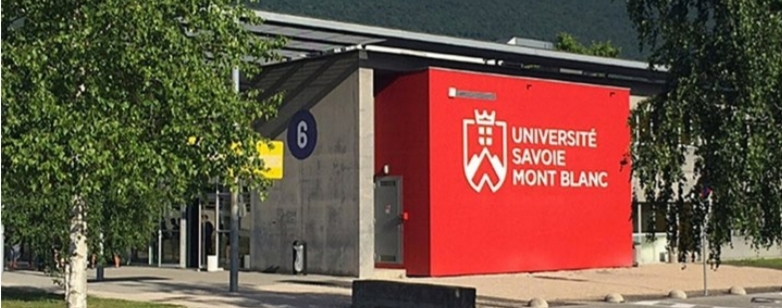 6
UNIVERSITÉ
SAVOIE
MONT BLANC